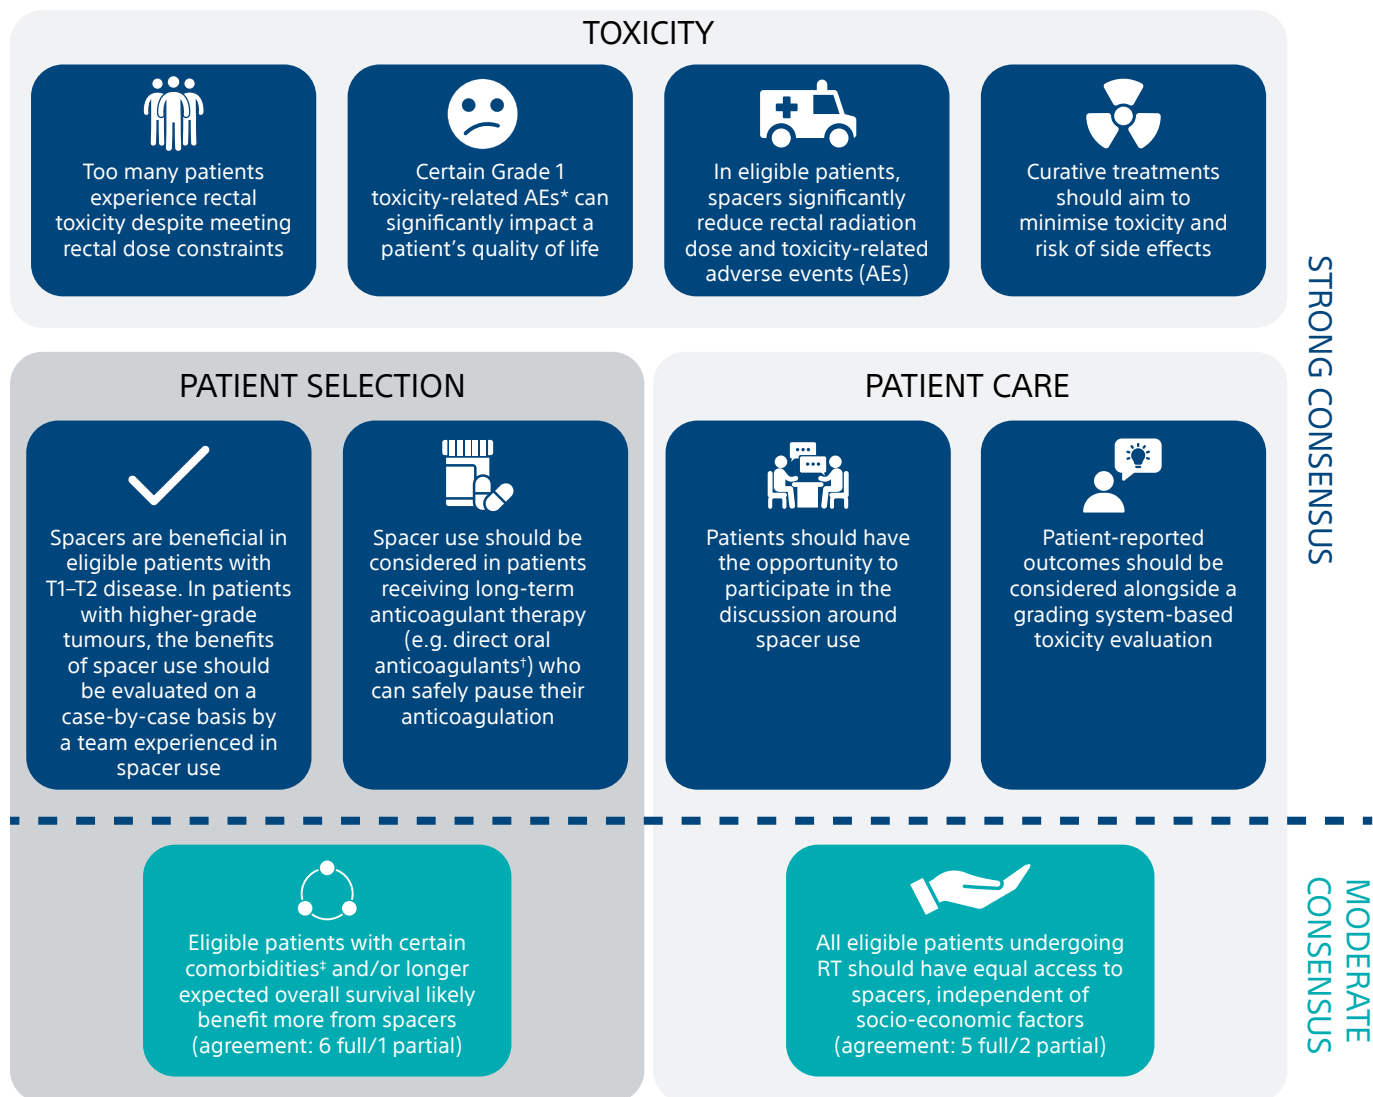 TOXICITY
Too many patients
experience rectal
toxicity despite meeting
rectal dose constraints
Certain Grade 1
toxicity-related AEs* can
significantly impact a
patient’s quality of life
In eligible patients,
spacers significantly
reduce rectal radiation
dose and toxicity-related
adverse events (AEs)
Curative treatments
should aim to
minimise toxicity and
risk of side effects
STRONG CONSENSUS
PATIENT SELECTION
Spacers are beneficial in
eligible patients with
T1–T2 disease. In patients
with higher-grade
tumours, the benefits
of spacer use should
be evaluated on a
case-by-case basis by
a team experienced in
spacer use
Spacer use should be
considered in patients
receiving long-term
anticoagulant therapy
(e.g. direct oral
anticoagulants†) who
can safely pause their
anticoagulation
PATIENT CARE
Patients should have
the opportunity to
participate in the
discussion around
spacer use
Patient-reported
outcomes should be
considered alongside a
grading system-based
toxicity evaluation
Eligible patients with certain
comorbidities‡ and/or longer
expected overall survival likely
benefit more from spacers
(agreement: 6 full/1 partial)
All eligible patients undergoing
RT should have equal access to
spacers, independent of
socio-economic factors
(agreement: 5 full/2 partial)
MODERATE
CONSENSUS